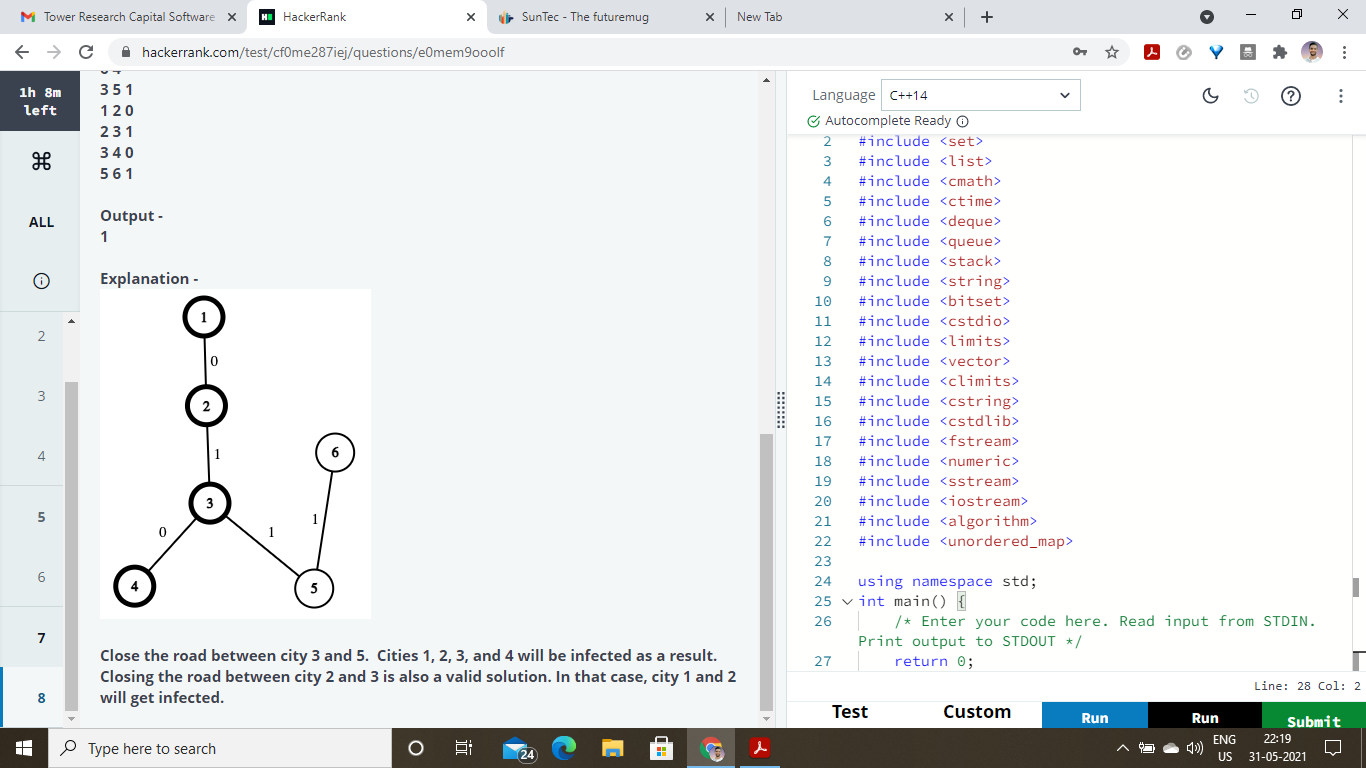 Tower Research Capital Software
HackerRank
SunTec - The futuremug
New Tab
hackerrank.com/test/cf0me287iej/questions/e0mem9ooolf
1h 8m
left
ALL
2
3
4
5
6
7
8
3 5 1
1 2 0
2 3 1
3 4 0
5 6 1
Output -
1
Explanation -
1
0
2
1
6
3
0
1
1
4
5
Close the road between city 3 and 5. Cities 1, 2, 3, and 4 will be infected as a result.
Closing the road between city 2 and 3 is also a valid solution. In that case, city 1 and 2
will get infected.
Language C++14
Autocomplete Ready
2 #include <set>
3 #include <list>
4 #include <cmath>
5 #include <ctime>
6 #include <deque>
7 #include <queue>
8 #include <stack>
9 #include <string>
10 #include <bitset>
11 #include <cstdio>
12 #include <limits>
13 #include <vector>
14 #include <climits>
15 #include <cstring>
16 #include <cstdlib>
17 #include <fstream>
18 #include <numeric>
19 #include <sstream>
20 #include <iostream>
21 #include <algorithm>
22 #include <unordered_map>
23
24 using namespace std;
25 int main() {
26 /* Enter your code here. Read input from STDIN.
Print output to STDOUT */
27 return 0;
Line: 28 Col: 2
Test
Custom
Run
Run
Submit
Type here to search
24
ENG
US
22:19
31-05-2021